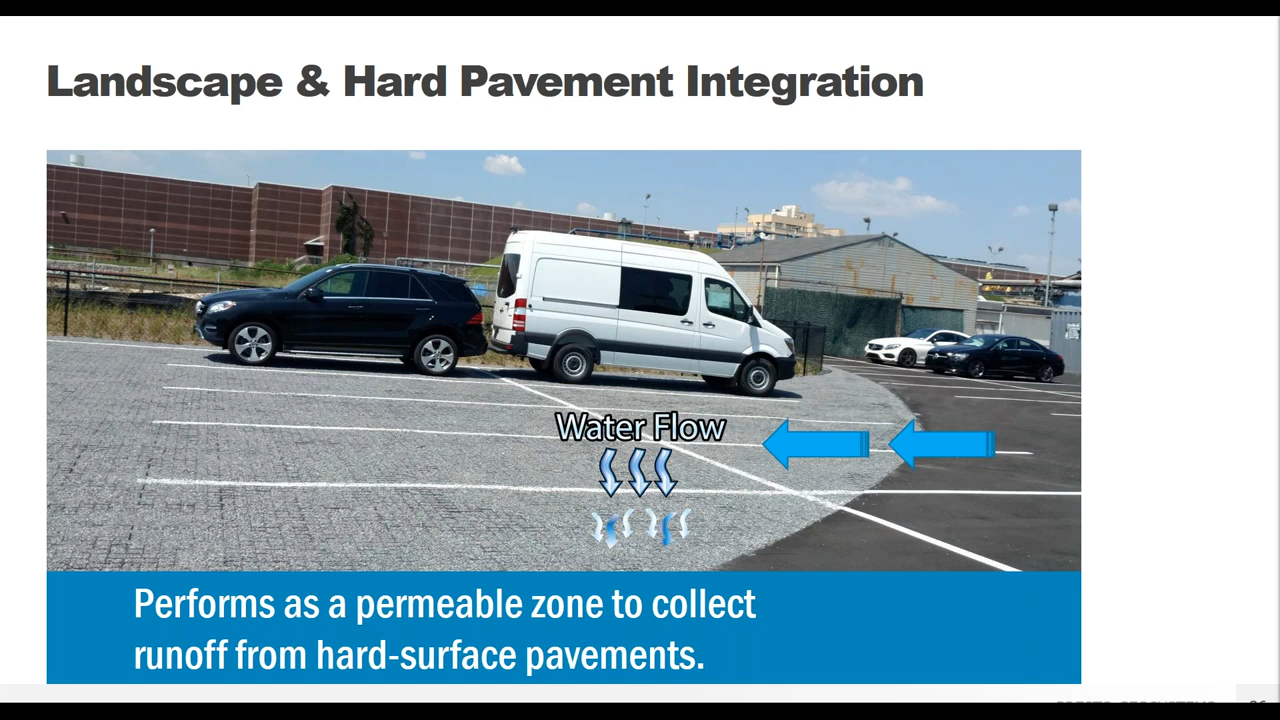 Landscape & Hard Pavement Integration
Water Flow
Performs as a permeable zone to collect
runoff from hard-surface pavements.